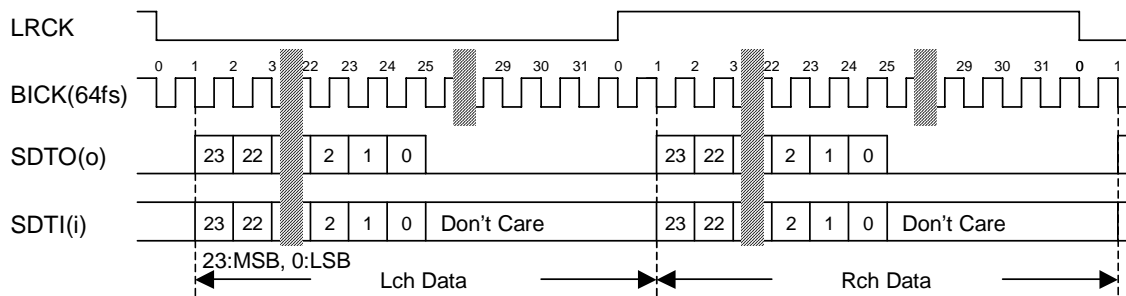 LRCK
0 1 2 3 22 23 24 25 29 30 31 0 1 2 3 22 23 24 25 29 30 31 0 1
BICK(64fs)
SDTO(o) 23 22 2 1 0 23 22 2 1 0
SDTI(i) 23 22 2 1 0 Don't Care 23 22 2 1 0 Don't Care
23:MSB, 0:LSB
Lch Data Rch Data